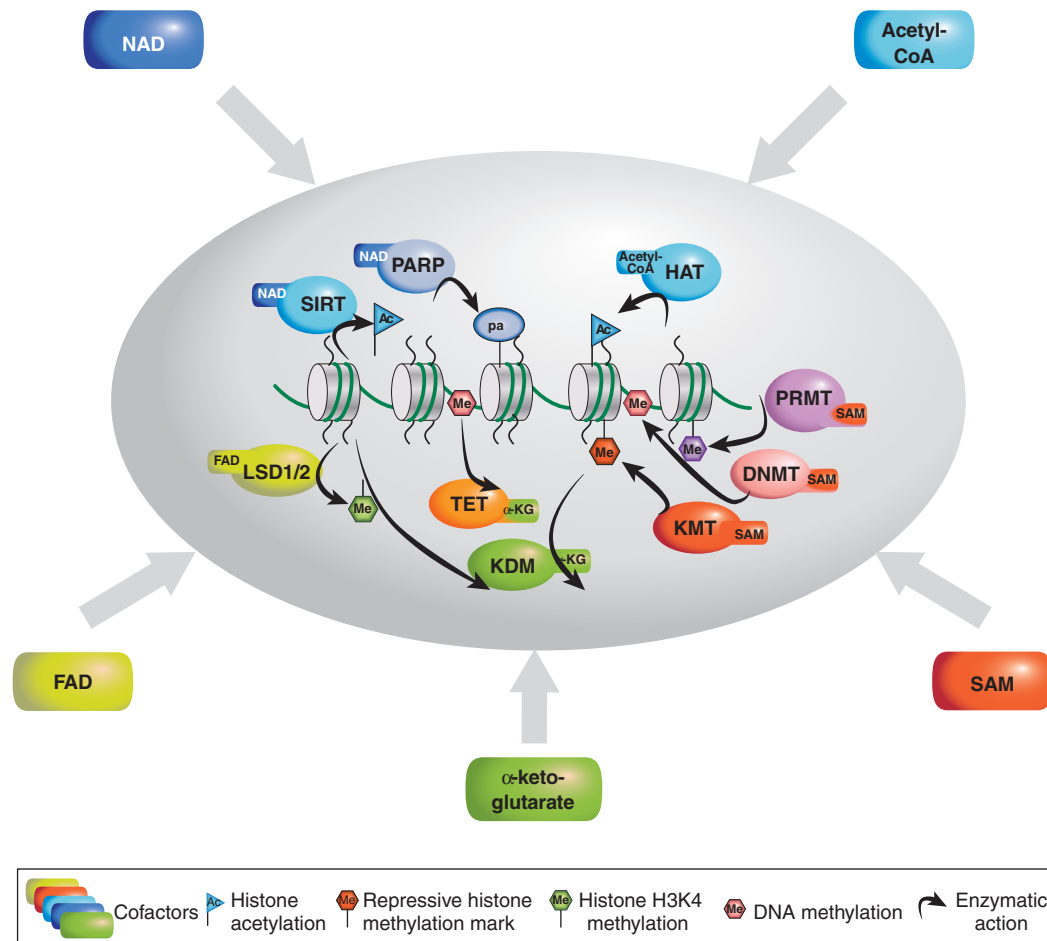 NAD
Acetyl-
CoA
NAD
PARP
Acetyl-
CoA
HAT
NAD
SIRT
Ac
pa
Ac
Me
Me
PRMT
SAM
Me
Me
FAD
LSD1/2
DNMT
SAM
Me
TET
α-KG
KMT
SAM
KDM
-KG
FAD
SAM
α-keto-
glutarate
Cofactors
Ac
Histone
acetylation
Me
Repressive histone
methylation mark
Me
Histone H3K4
methylation
Me
DNA methylation
Enzymatic
action